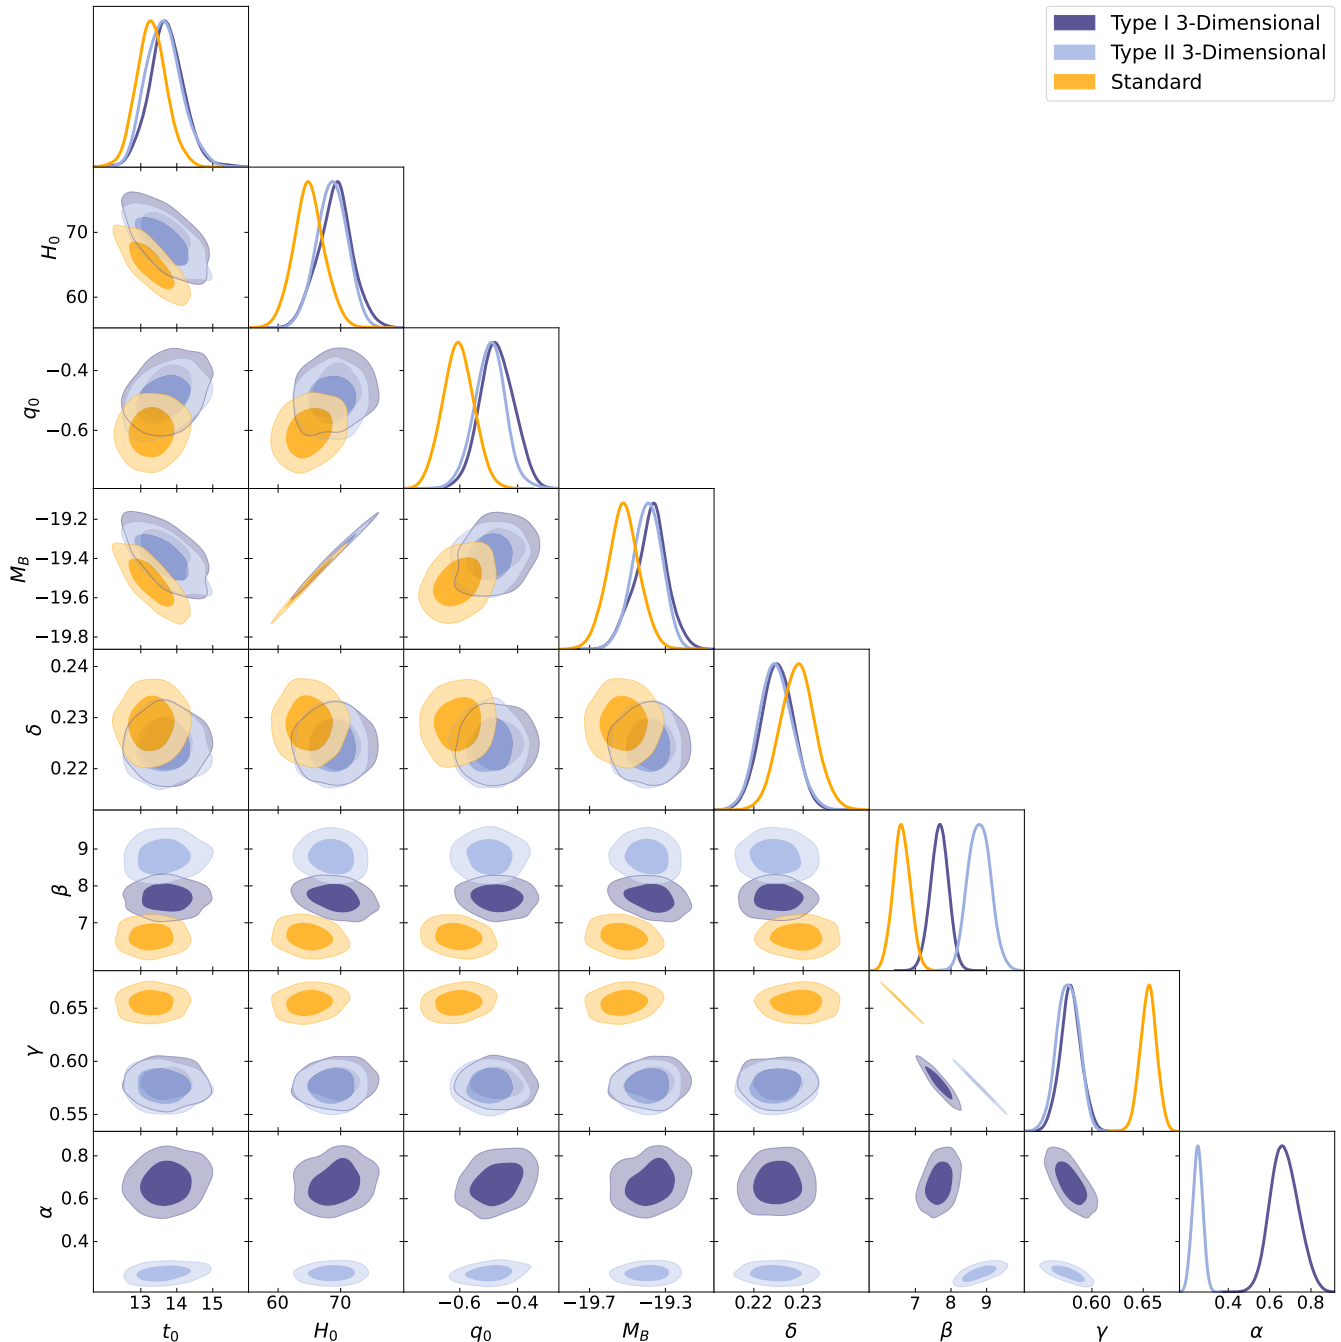 Type I 3-Dimensional
Type II 3-Dimensional
Standard
H₀
70
60
q₀
−0.4
−0.6
M_B
−19.2
−19.4
−19.6
−19.8
δ
0.24
0.23
0.22
β
9
8
7
γ
0.65
0.60
0.55
α
0.8
0.6
0.4
13 14 15
60 70
−0.6 −0.4
−19.7 −19.3
0.22 0.23
7 8 9
0.60 0.65
0.4 0.6 0.8
t₀ H₀ q₀ M_B δ β γ α